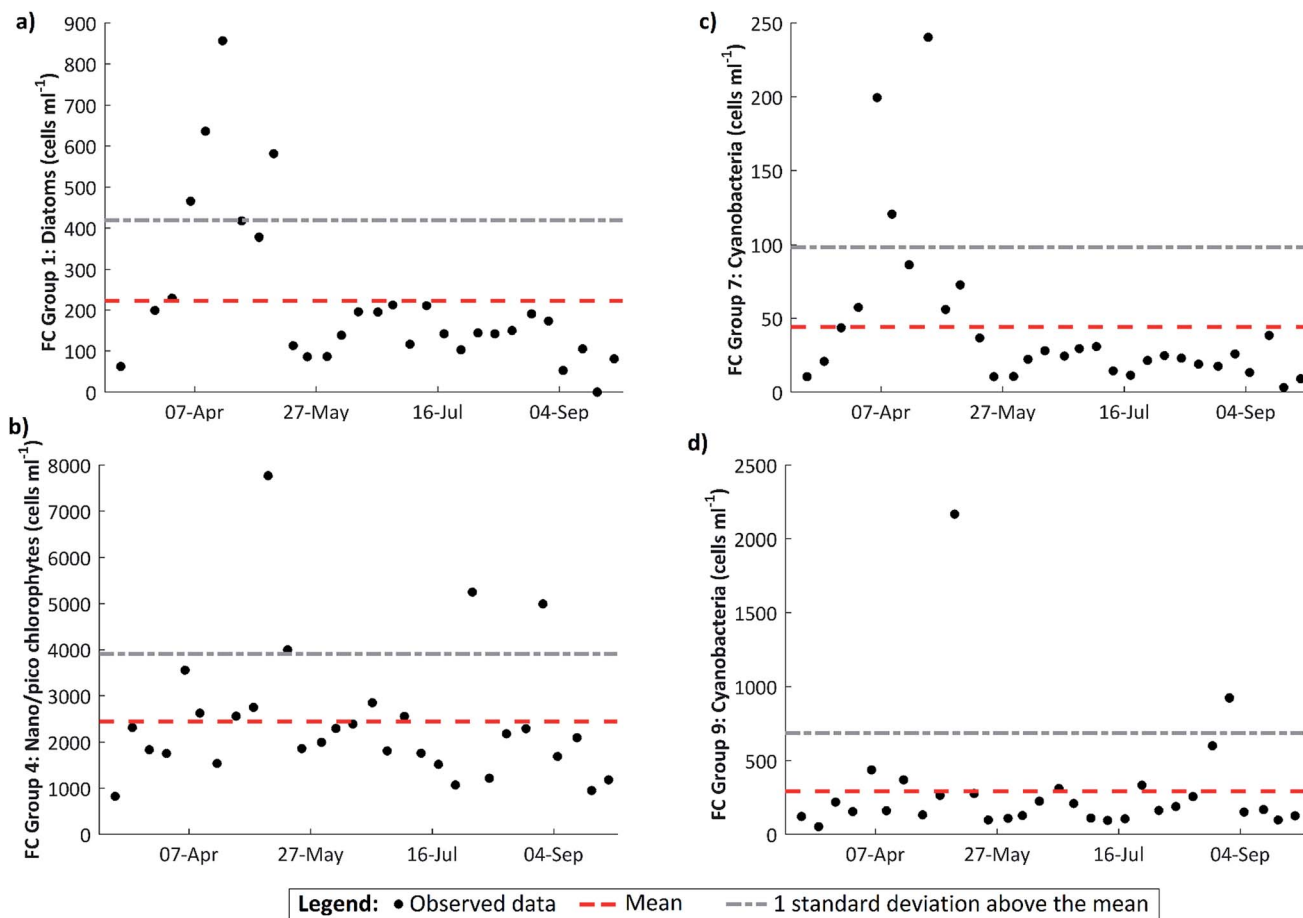 a)
FC Group 1: Diatoms (cells ml⁻¹)
900
800
700
600
500
400
300
200
100
0
07-Apr 27-May 16-Jul 04-Sep
b)
FC Group 4: Nano/pico chlorophytes (cells ml⁻¹)
8000
7000
6000
5000
4000
3000
2000
1000
0
07-Apr 27-May 16-Jul 04-Sep
c)
FC Group 7: Cyanobacteria (cells ml⁻¹)
250
200
150
100
50
0
07-Apr 27-May 16-Jul 04-Sep
d)
FC Group 9: Cyanobacteria (cells ml⁻¹)
2500
2000
1500
1000
500
0
07-Apr 27-May 16-Jul 04-Sep
Legend: Observed data Mean 1 standard deviation above the mean